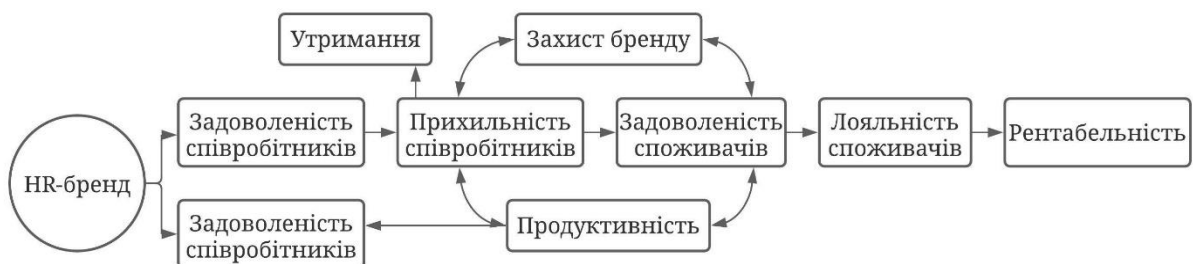 Утримання
Захист бренду
HR-бренд
Задоволеність
співробітників
Прихильність
співробітників
Задоволеність
споживачів
Лояльність
споживачів
Рентабельність
Задоволеність
співробітників
Продуктивність